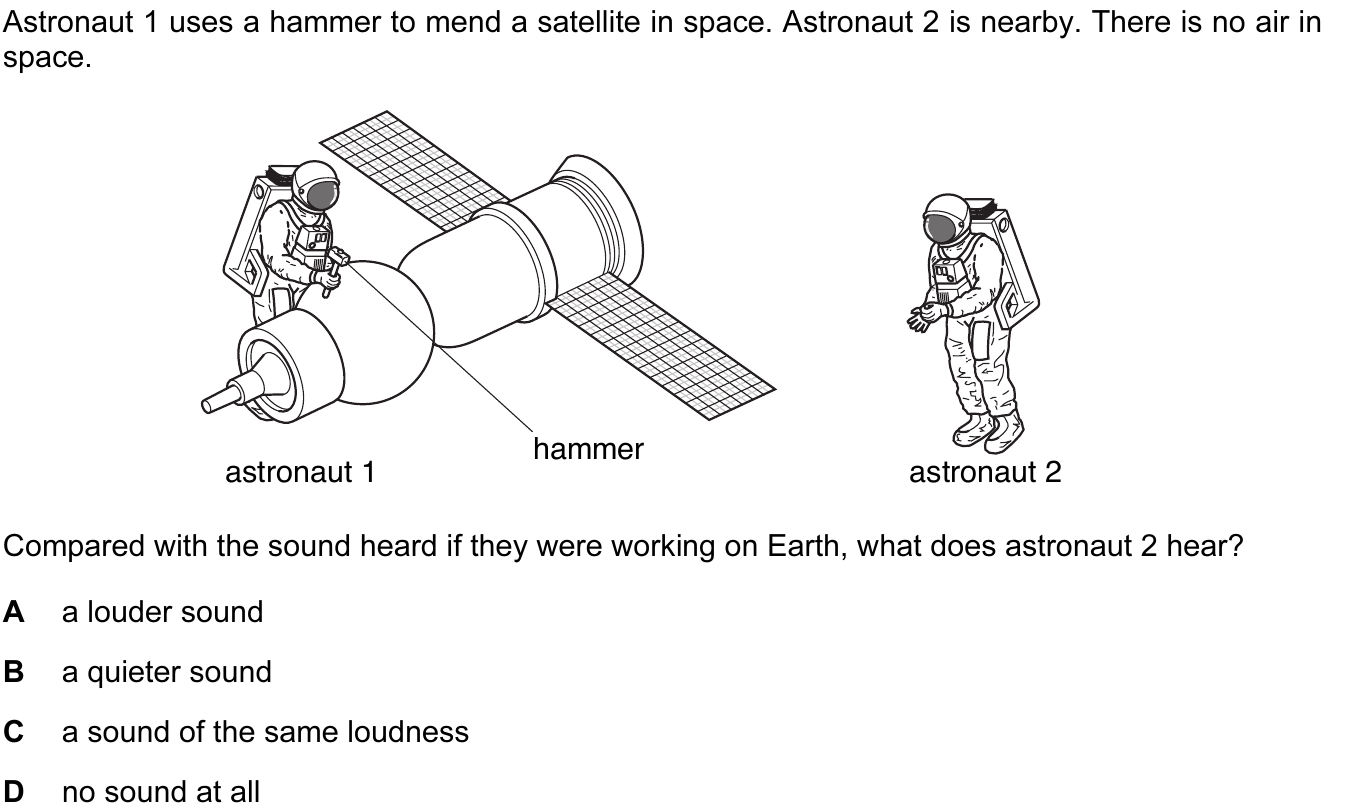 Astronaut 1 uses a hammer to mend a satellite in space. Astronaut 2 is nearby. There is no air in
space.
hammer
astronaut 1
astronaut 2
Compared with the sound heard if they were working on Earth, what does astronaut 2 hear?
A a louder sound
B a quieter sound
C a sound of the same loudness
D no sound at all